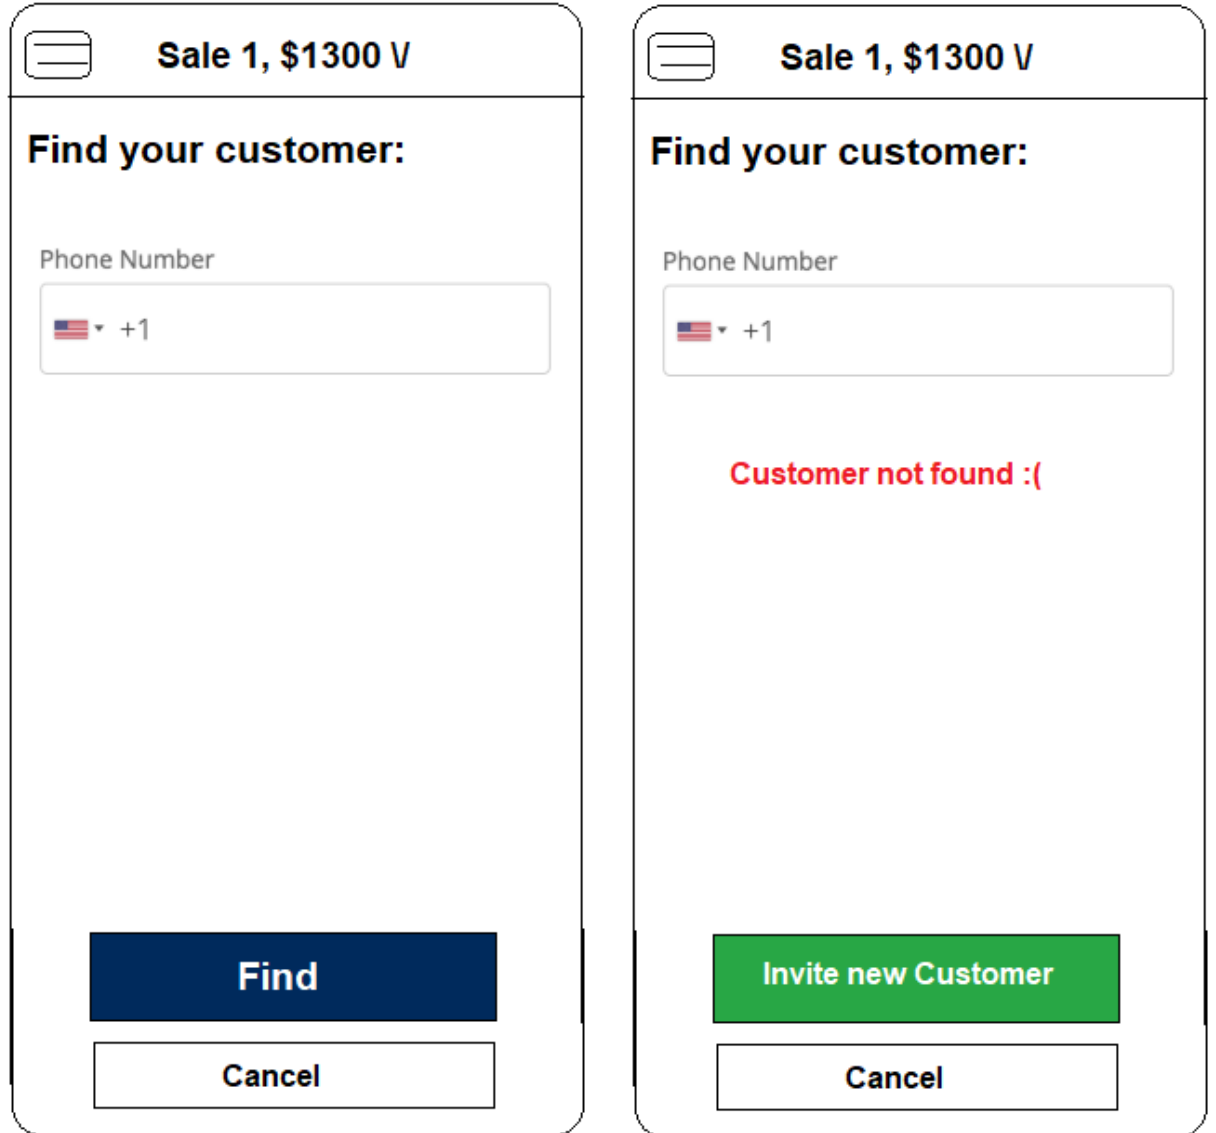 Sale 1, $1300 \/
Find your customer:
Phone Number
+1
Find
Cancel
Sale 1, $1300 \/
Find your customer:
Phone Number
+1
Customer not found :(
Invite new Customer
Cancel